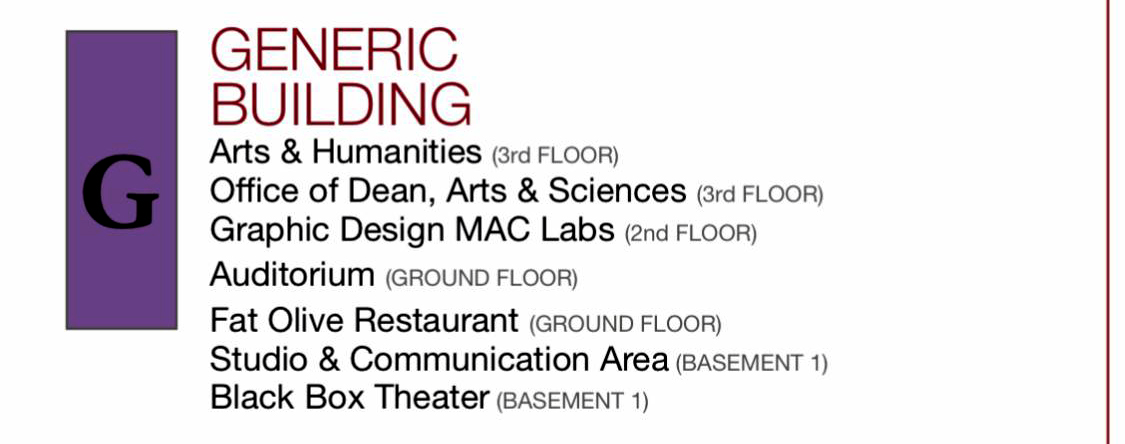 G
GENERIC
BUILDING
Arts & Humanities (3rd FLOOR)
Office of Dean, Arts & Sciences (3rd FLOOR)
Graphic Design MAC Labs (2nd FLOOR)
Auditorium (GROUND FLOOR)
Fat Olive Restaurant (GROUND FLOOR)
Studio & Communication Area (BASEMENT 1)
Black Box Theater (BASEMENT 1)